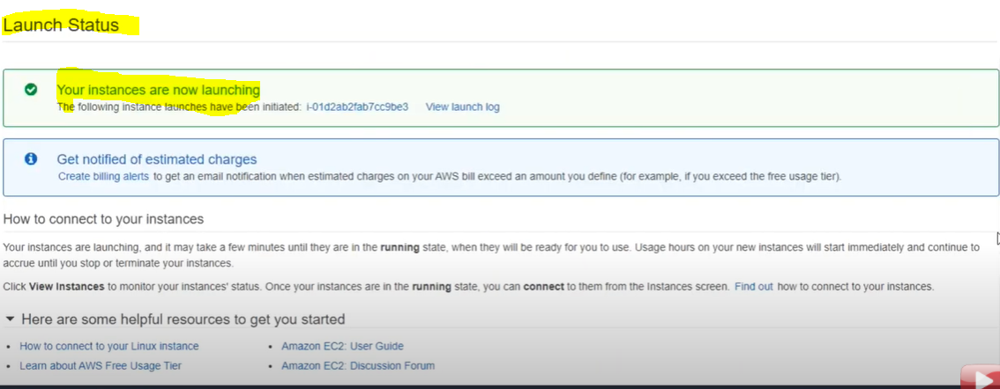 Launch Status
Your instances are now launching
The following instance launches have been initiated: i-01d2ab2fab7cc9be3 View launch log
Get notified of estimated charges
Create billing alerts to get an email notification when estimated charges on your AWS bill exceed an amount you define (for example, if you exceed the free usage tier).
How to connect to your instances
Your instances are launching, and it may take a few minutes until they are in the running state, when they will be ready for you to use. Usage hours on your new instances will start immediately and continue to
accrue until you stop or terminate your instances.
Click View Instances to monitor your instances' status. Once your instances are in the running state, you can connect to them from the Instances screen. Find out how to connect to your instances.
Here are some helpful resources to get you started
• How to connect to your Linux instance • Amazon EC2: User Guide
• Learn about AWS Free Usage Tier • Amazon EC2: Discussion Forum